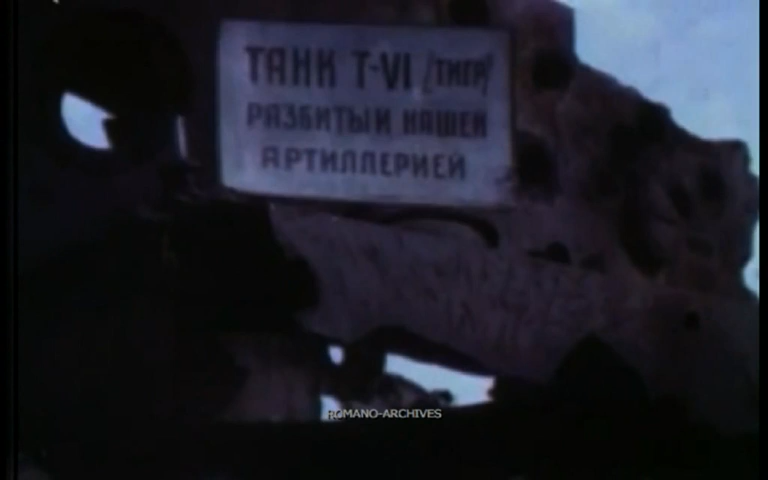 ТАНК Т-VI /ТИГР/
РАЗБИТЫЙ НАШЕЙ
АРТИЛЛЕРИЕЙ
ROMANO-ARCHIVES